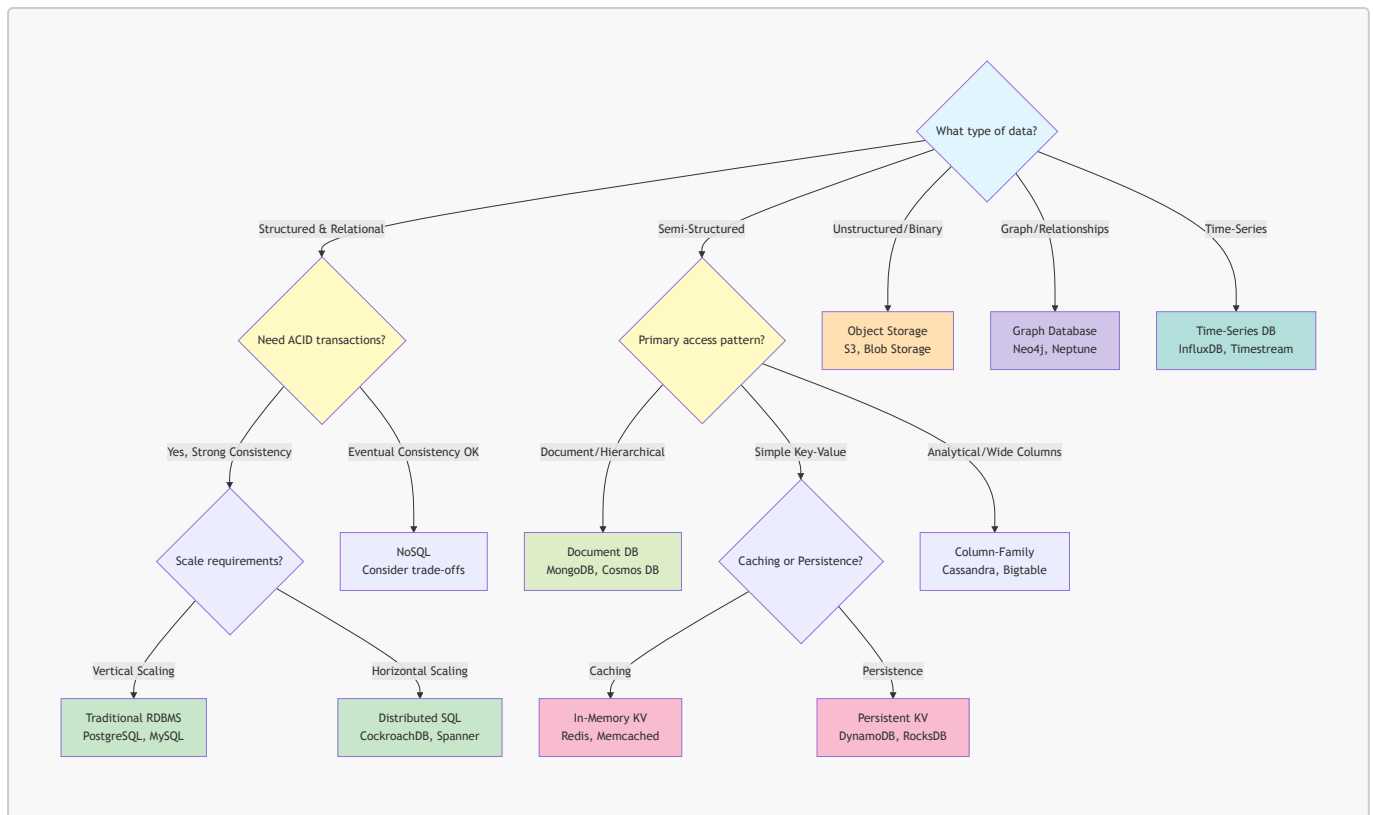 What type of data?
Structured & Relational
Semi-Structured
Unstructured/Binary
Graph/Relationships
Time-Series
Need ACID transactions?
Primary access pattern?
Object Storage
S3, Blob Storage
Graph Database
Neo4j, Neptune
Time-Series DB
InfluxDB, Timestream
Yes, Strong Consistency
Eventual Consistency OK
Document/Hierarchical
Simple Key-Value
Analytical/Wide Columns
Scale requirements?
NoSQL
Consider trade-offs
Document DB
MongoDB, Cosmos DB
Caching or Persistence?
Column-Family
Cassandra, Bigtable
Vertical Scaling
Horizontal Scaling
Caching
Persistence
Traditional RDBMS
PostgreSQL, MySQL
Distributed SQL
CockroachDB, Spanner
In-Memory KV
Redis, Memcached
Persistent KV
DynamoDB, RocksDB